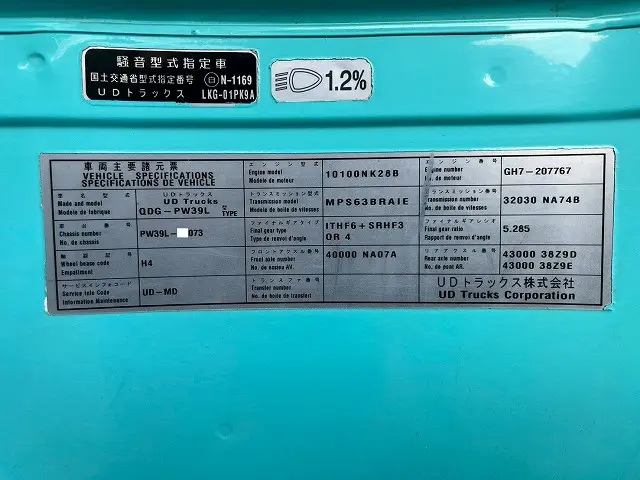 騒音型式指定車
国土交通省型式指定番号 自 N-1169
UDトラックス LKG-01PK9A
1.2%
車両主要諸元票
VEHICLE SPECIFICATIONS
SPECIFICATIONS DE VEHICLE
エンジン型式
Engine model
Modele de moteur
10100NK28B
エンジン番号
Engine number
Numero de moteur
GH7-207767
車名
Made and model
Modele de fabrique
UDトラックス
UD Trucks
QDG-PW39L 型 TYPE
トランスミッション型式
Transmission model
Modele de boite de vitesses
MPS63BRAIE
トランスミッション番号
Transmission number
No. de boite de vitesses
32030 NA74B
車台番号
Chassis number
No. de chassis
PW39L- 073
ファイナルギアタイプ
Final gear type
Type de renvoi d'angle
ITHF6+SRHF3
OR 4
ファイナルギアレシオ
Final gear ratio
Rapport de renvoi d'angle
5.285
軸距記号
Wheel base code
Empattement
H4
フロントアクスル番号
Front axle number
No. de essieu AV.
40000 NA07A
リアアクスル番号
Rear axle number
No. de pont AR.
43000 38Z9D
43000 38Z9E
サービスインフォコード
Service Info Code
Information Maintenance
UD-MD
トランスファ番号
Transfer number
No. de boite de transfert
UDトラックス株式会社
UD Trucks Corporation